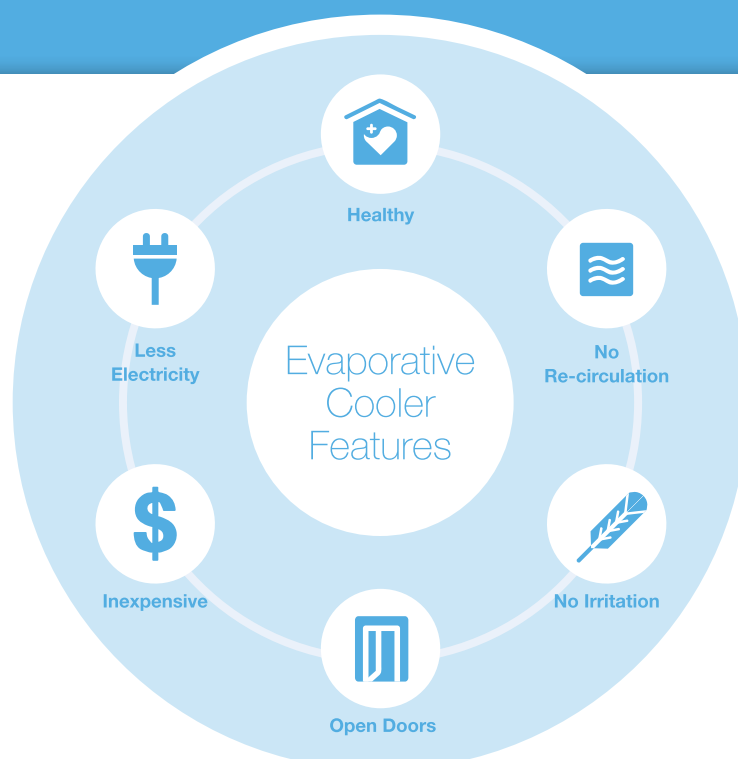 Healthy
Less
Electricity
No
Re-circulation
Evaporative
Cooler
Features
Inexpensive
No Irritation
Open Doors